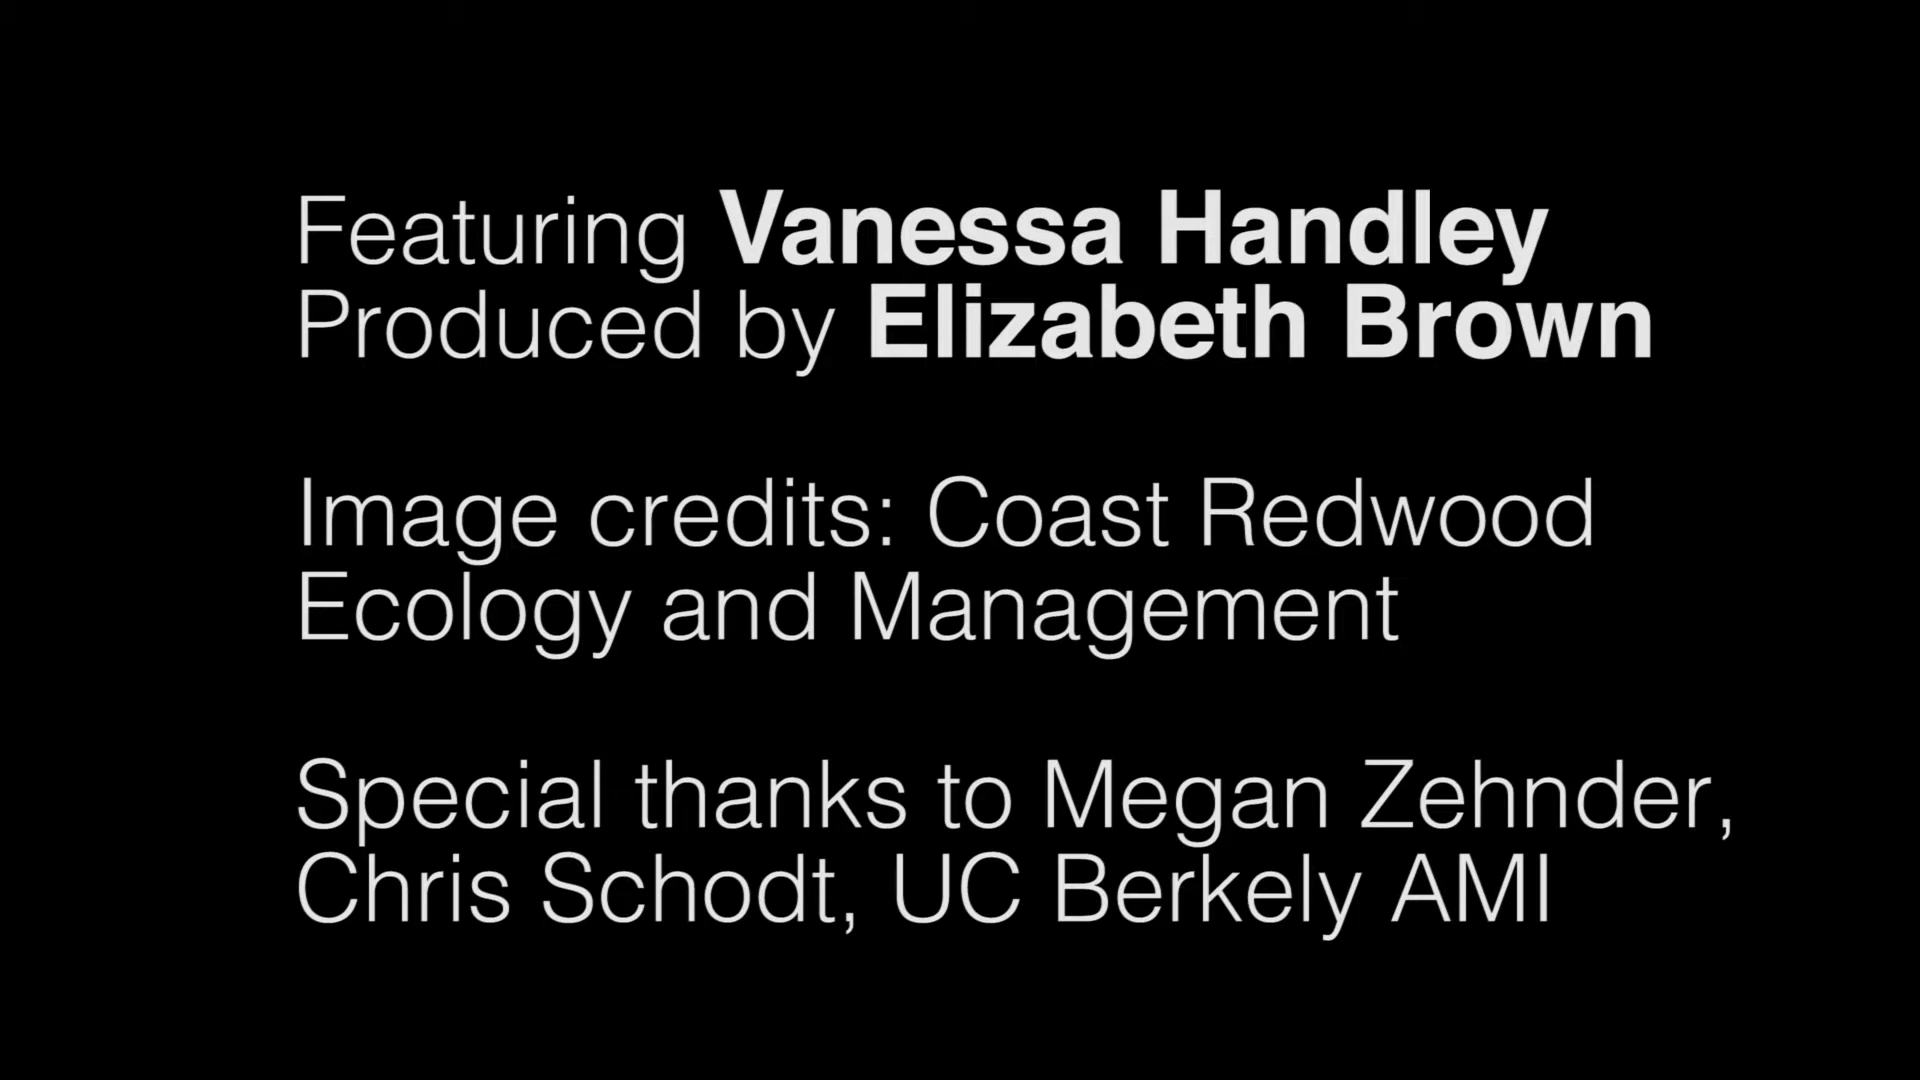 Featuring Vanessa Handley
Produced by Elizabeth Brown
Image credits: Coast Redwood
Ecology and Management
Special thanks to Megan Zehnder,
Chris Schodt, UC Berkely AMI